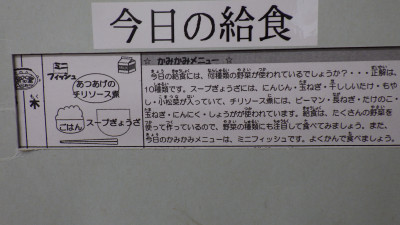 今日の給食
ミニ
フィッシュ
あつあげの
チリソース煮
木
もく
ごはん
スープぎょうざ
☆ かみかみメニュー ☆
今日の給食には、何種類の野菜が使われているでしょうか?・・・正解は、
10種類です。スープぎょうざには、にんじん・玉ねぎ・干ししいたけ・もや
し・小松菜が入っていて、チリソース煮には、ピーマン・長ねぎ・たけのこ・
玉ねぎ・にんにく・しょうがが使われています。給食は、たくさんの野菜を
使って作っているので、野菜の種類にも注目して食べてみましょう。また、
今日のかみかみメニューは、ミニフィッシュです。よくかんで食べましょう。